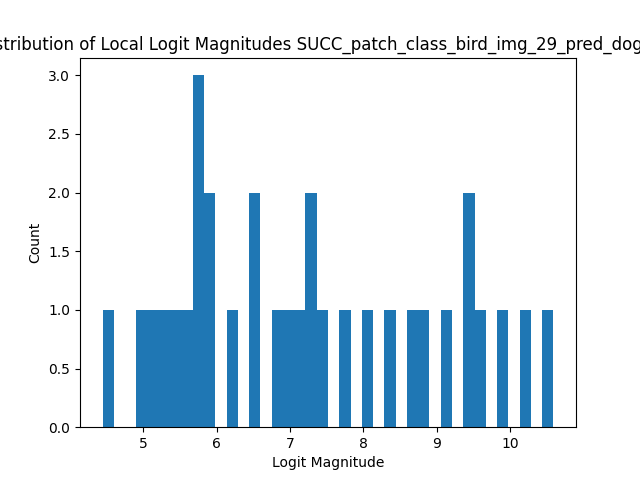 stribution of Local Logit Magnitudes SUCC_patch_class_bird_img_29_pred_dog
3.0
2.5
2.0
1.5
1.0
0.5
0.0
Count
5 6 7 8 9 10
Logit Magnitude